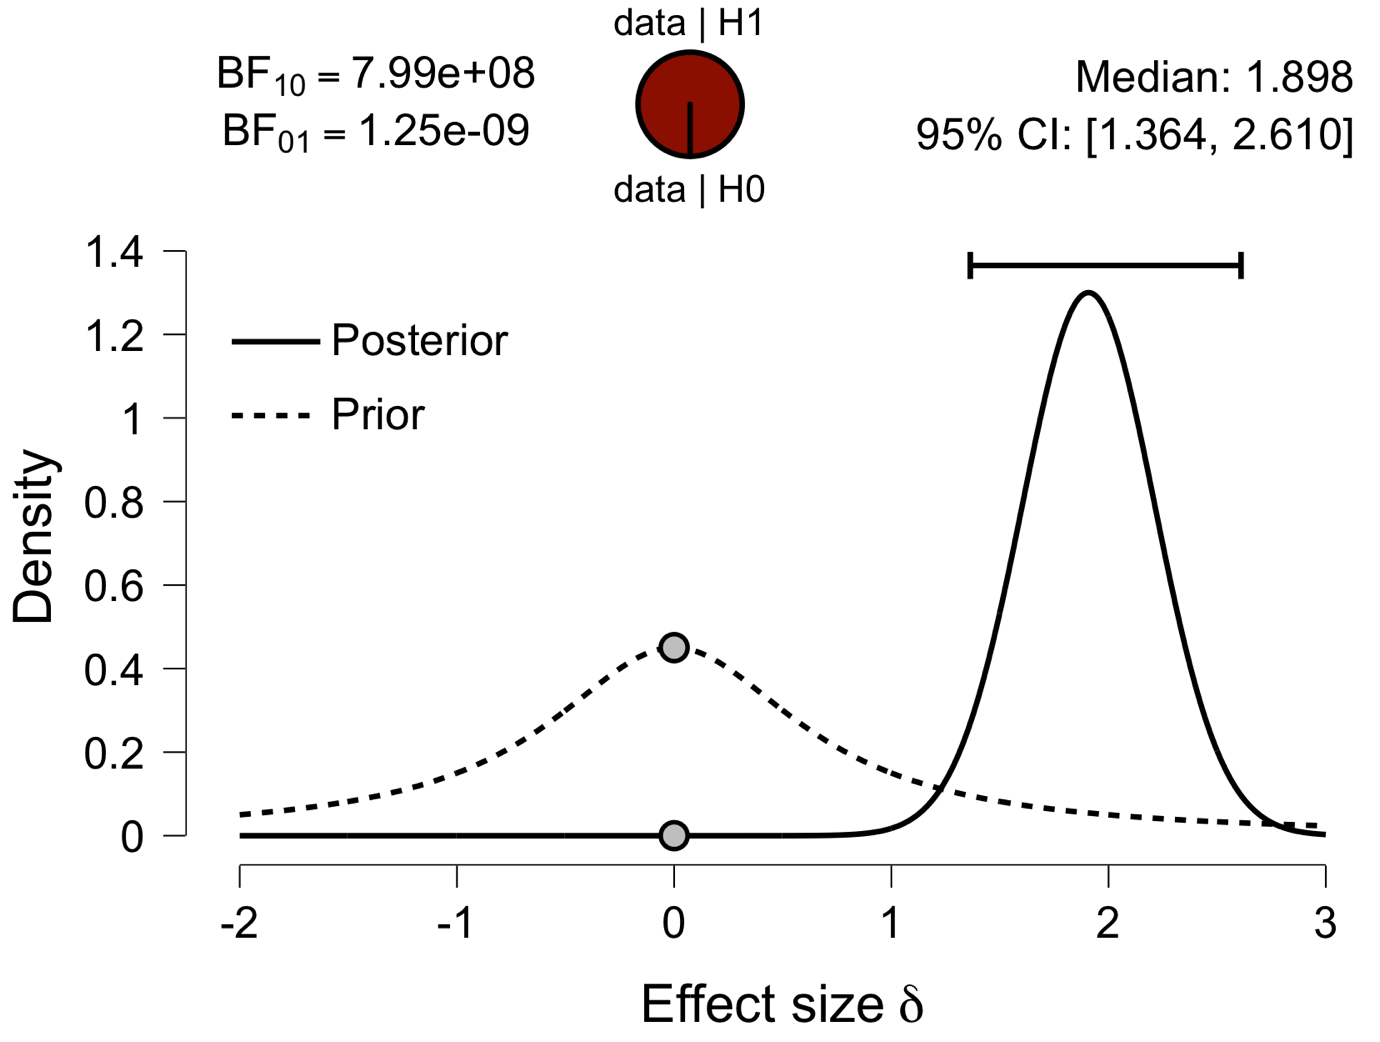 data | H1
BF10 = 7.99e+08
BF01 = 1.25e-09
Median: 1.898
95% CI: [1.364, 2.610]
data | H0
1.4
1.2
1
0.8
0.6
0.4
0.2
0
Density
Posterior
Prior
-2 -1 0 1 2 3
Effect size δ